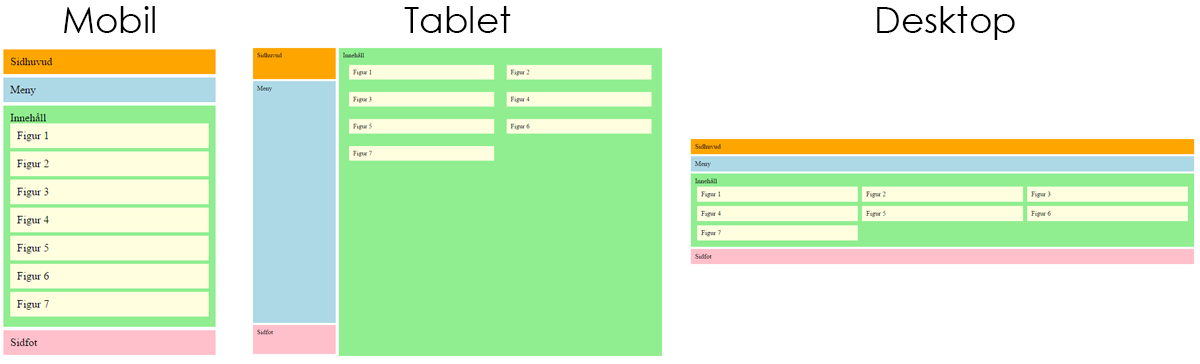 Mobil
Sidhuvud
Meny
Innehåll
Figur 1
Figur 2
Figur 3
Figur 4
Figur 5
Figur 6
Figur 7
Sidfot
Tablet
Sidhuvud
Meny
Sidfot
Innehåll
Figur 1 Figur 2
Figur 3 Figur 4
Figur 5 Figur 6
Figur 7
Desktop
Sidhuvud
Meny
Innehåll
Figur 1 Figur 2 Figur 3
Figur 4 Figur 5 Figur 6
Figur 7
Sidfot